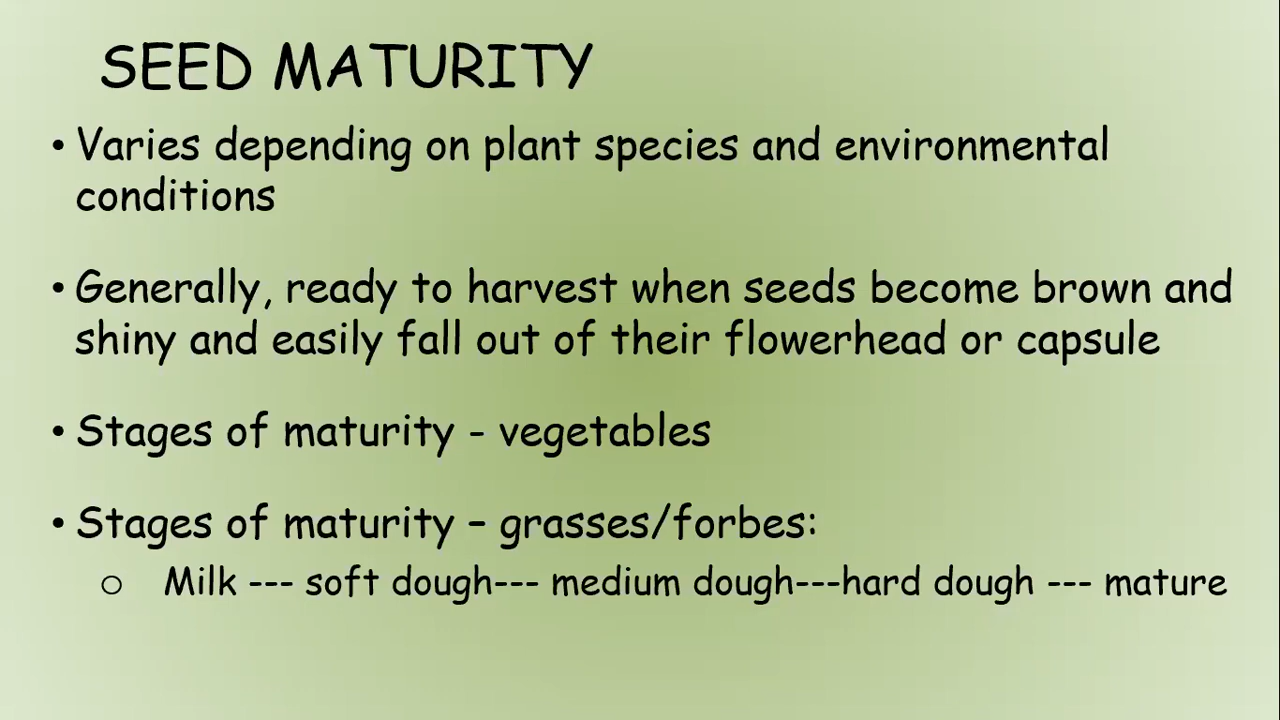 SEED MATURITY
• Varies depending on plant species and environmental
conditions
• Generally, ready to harvest when seeds become brown and
shiny and easily fall out of their flowerhead or capsule
• Stages of maturity - vegetables
• Stages of maturity – grasses/forbes:
o Milk --- soft dough--- medium dough---hard dough --- mature